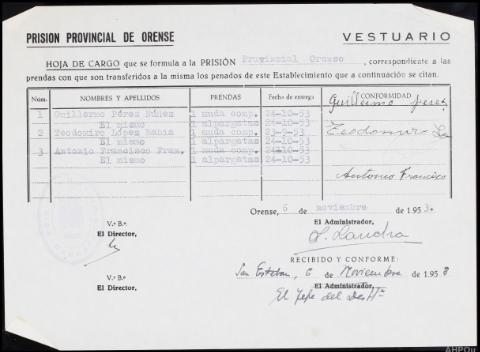 PRISION PROVINCIAL DE ORENSE
VESTUARIO
HOJA DE CARGO que se formula a la PRISIÓN Provincial Orense, correspondiente a las
prendas con que son transferidos a la misma los penados de este Establecimiento que a continuación se citan.
Núm. NOMBRES Y APELLIDOS PRENDAS Fecha de entrega CONFORMIDAD
1 Guillermo Pérez Núñez 1 muda comp. 24-10-53 Guillermo Perez
El mismo 1 alpargatas 24-10-53
2 Teodomiro López Rabia 1 muda comp. 23-9-53 Teodomiro
El mismo 1 alpargatas 24-10-53
3 Antonio Francisco Fran. 1 muda comp. 24-10-53
El mismo 1 alpargatas 24-10-53
Antonio Francisco
Orense, 6 de noviembre de 1953.
V.º B.º
El Director,
El Administrador,
RECIBIDO Y CONFORME:
San Esteban, 6 de Noviembre de 1953
V.º B.º
El Director,
El Administrador,
El Jefe del Dest
AHPOu